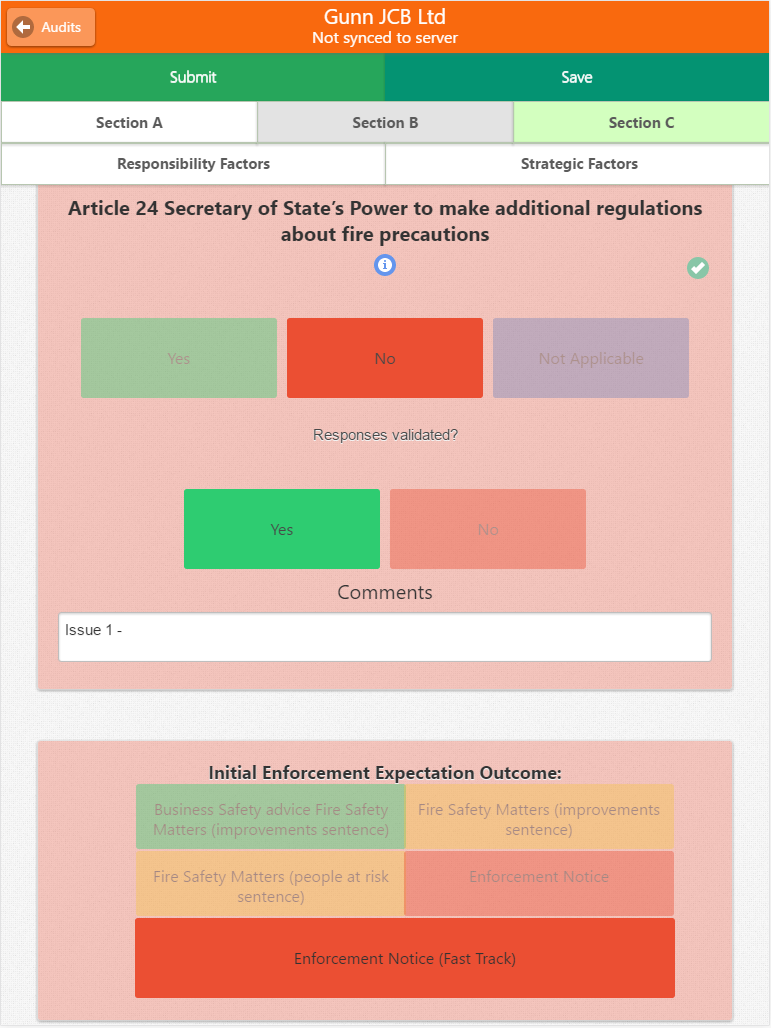 Audits
Gunn JCB Ltd
Not synced to server
Submit
Save
Section A
Section B
Section C
Responsibility Factors
Strategic Factors
Article 24 Secretary of State's Power to make additional regulations
about fire precautions
Yes
No
Not Applicable
Responses validated?
Yes
No
Comments
Issue 1 -
Initial Enforcement Expectation Outcome:
Business Safety advice Fire Safety
Matters (improvements sentence)
Fire Safety Matters (improvements
sentence)
Fire Safety Matters (people at risk
sentence)
Enforcement Notice
Enforcement Notice (Fast Track)